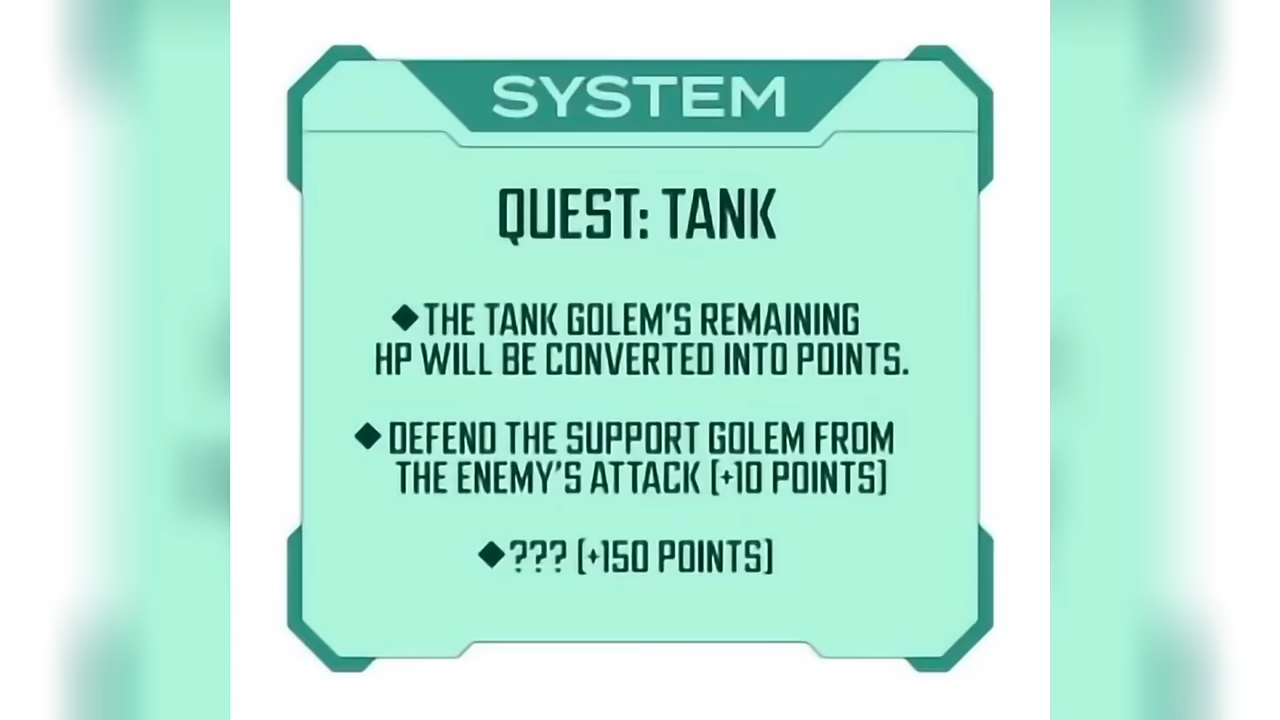 SYSTEM
QUEST: TANK
◆THE TANK GOLEM'S REMAINING
HP WILL BE CONVERTED INTO POINTS.
◆ DEFEND THE SUPPORT GOLEM FROM
THE ENEMY'S ATTACK [+10 POINTS]
◆??? [+150 POINTS]